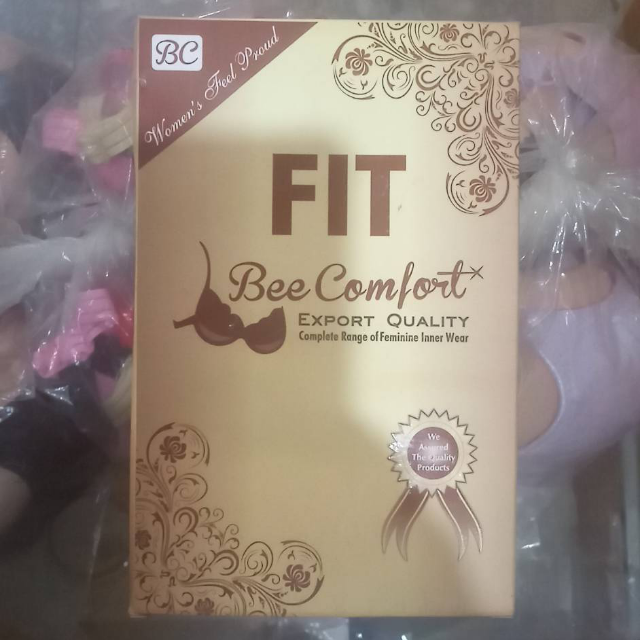 BC
Women's Feel Proud
FIT
Bee Comfort
EXPORT QUALITY
Complete Range of Feminine Inner Wear
We
Assured
The Quality
Products